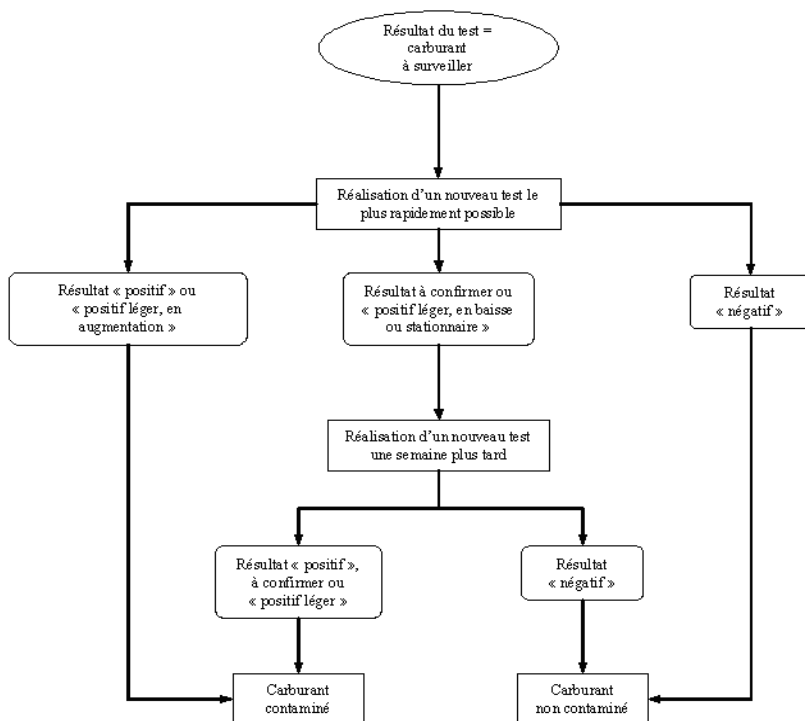 Résultat du test =
carburant
à surveiller
Réalisation d'un nouveau test le
plus rapidement possible
Résultat « positif » ou
« positif léger, en
augmentation »
Résultat à confirmer ou
« positif léger, en baisse
ou stationnaire »
Résultat
« négatif »
Réalisation d'un nouveau test
une semaine plus tard
Résultat « positif »,
à confirmer ou
« positif léger »
Résultat
« négatif »
Carburant
contaminé
Carburant
non contaminé